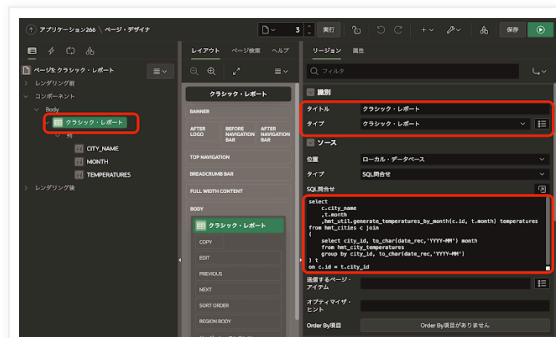 アプリケーション266 \ ページ・デザイナ
3
実行
保存
ページ3: クラシック・レポート
レンダリング前
コンポーネント
Body
クラシック・レポート
列
CITY_NAME
MONTH
TEMPERATURES
レンダリング後
レイアウト
ページ検索
ヘルプ
クラシック・レポート
BANNER
AFTER LOGO
BEFORE NAVIGATION BAR
AFTER NAVIGATION BAR
TOP NAVIGATION
BREADCRUMB BAR
FULL WIDTH CONTENT
BODY
クラシック・レポート
COPY
EDIT
PREVIOUS
NEXT
SORT ORDER
REGION BODY
リージョン
属性
フィルタ
識別
タイトル
クラシック・レポート
タイプ
クラシック・レポート
ソース
位置
ローカル・データベース
タイプ
SQL問合せ
SQL問合せ
select
c.city_name
,t.month
,hmt_util.generate_temperatures_by_month(c.id, t.month) temperatures
from hmt_cities c join
(
select city_id, to_char(date_rec,'YYYY-MM') month
from hmt_city_temperatures
group by city_id, to_char(date_rec,'YYYY-MM')
) t
on c.id = t.city_id
送信するページ・アイテム
オプティマイザ・ヒント
Order By項目
Order By項目がありません